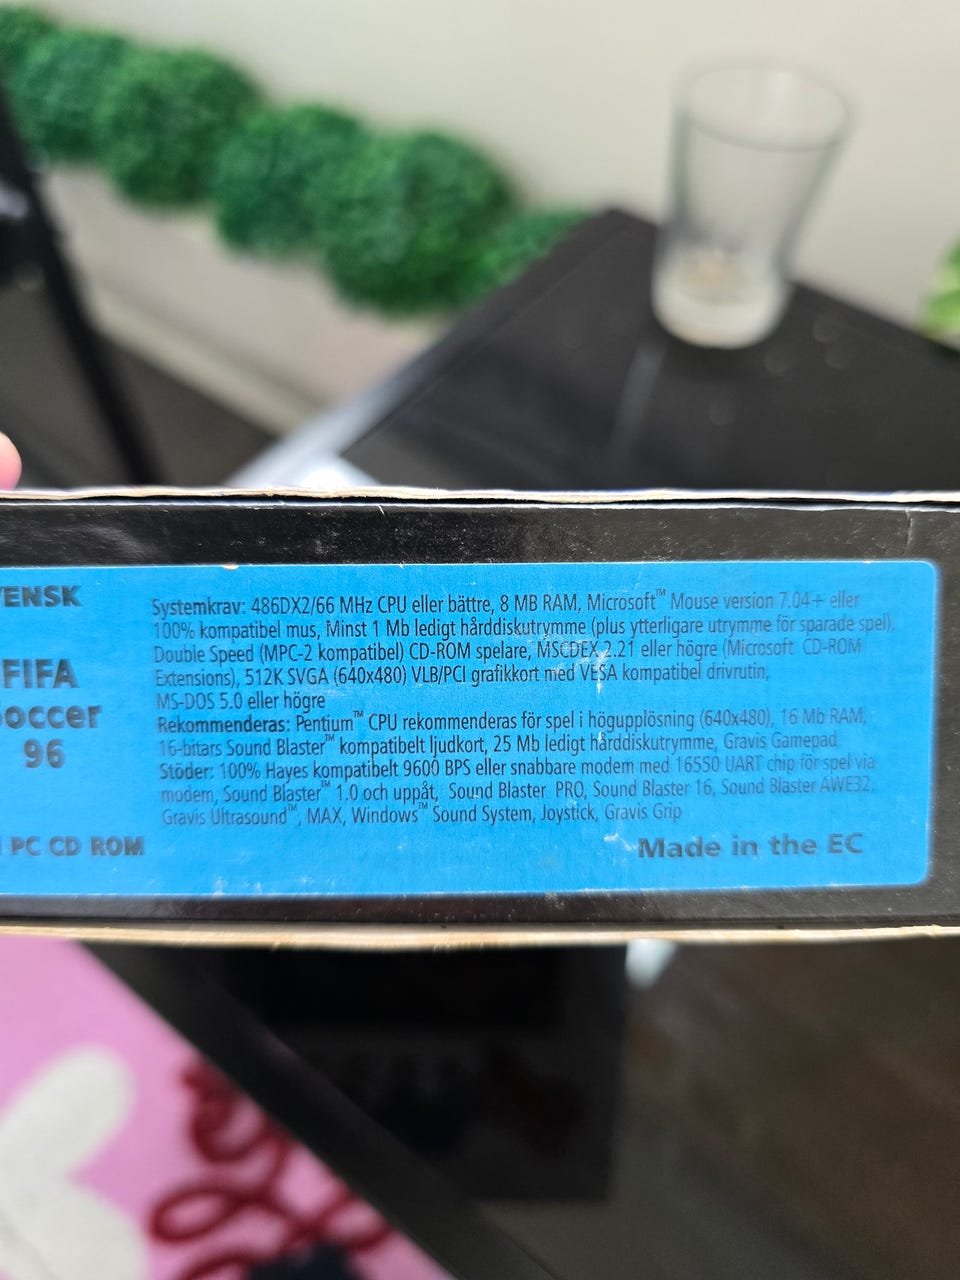 ENSK
FIFA
occer
96
PC CD ROM
Systemkrav: 486DX2/66 MHz CPU eller bättre, 8 MB RAM, Microsoft™ Mouse version 7.04+ eller
100% kompatibel mus, Minst 1 Mb ledigt hårddiskutrymme (plus ytterligare utrymme för sparade spel),
Double Speed (MPC-2 kompatibel) CD-ROM spelare, MSCDEX 2.21 eller högre (Microsoft CD-ROM
Extensions), 512K SVGA (640x480) VLB/PCI grafikkort med VESA kompatibel drivrutin,
MS-DOS 5.0 eller högre
Rekommenderas: Pentium™ CPU rekommenderas för spel i högupplösning (640x480), 16 Mb RAM,
16-bitars Sound Blaster™ kompatibelt ljudkort, 25 Mb ledigt hårddiskutrymme, Gravis Gamepad
Stöder: 100% Hayes kompatibelt 9600 BPS eller snabbare modem med 16550 UART chip för spel via
modem, Sound Blaster™ 1.0 och uppåt, Sound Blaster PRO, Sound Blaster 16, Sound Blaster AWE32,
Gravis Ultrasound™, MAX, Windows™ Sound System, Joystick, Gravis Grip
Made in the EC